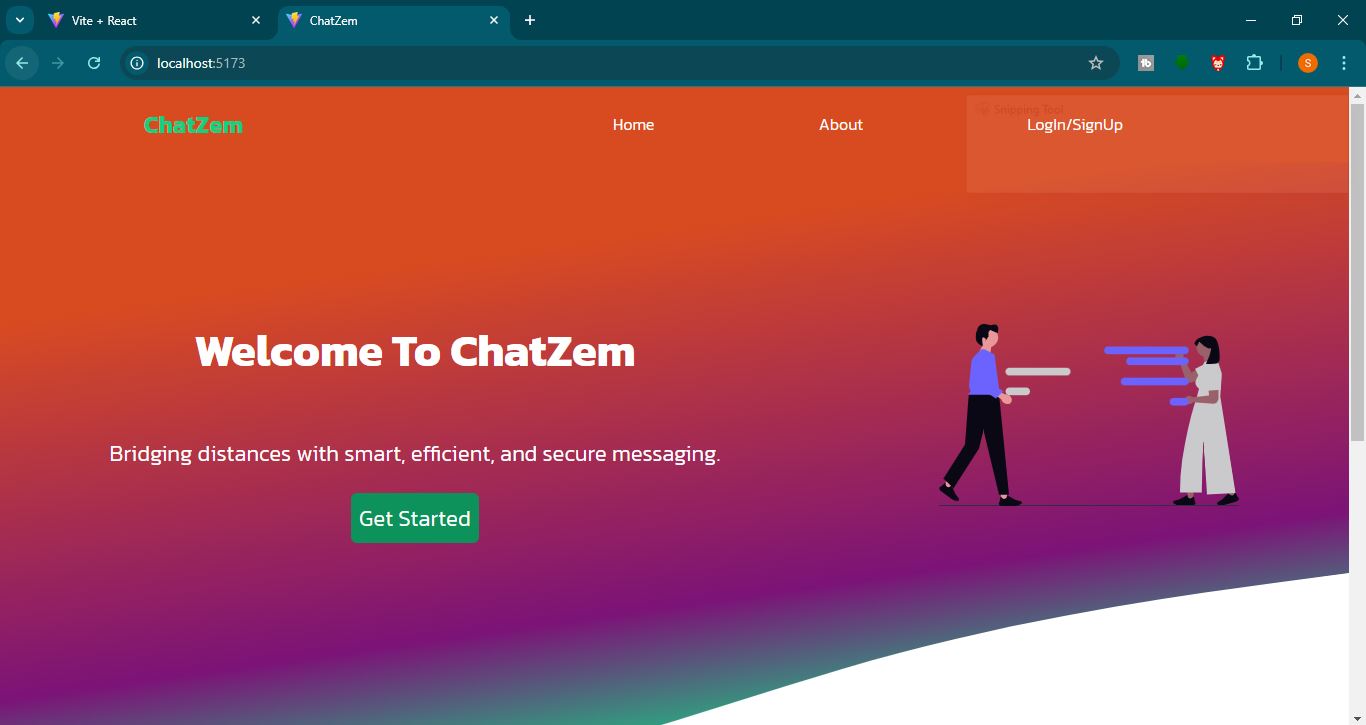 Vite + React
ChatZem
localhost:5173
tb
S
Snipping Tool
ChatZem
Home
About
LogIn/SignUp
Welcome To ChatZem
Bridging distances with smart, efficient, and secure messaging.
Get Started